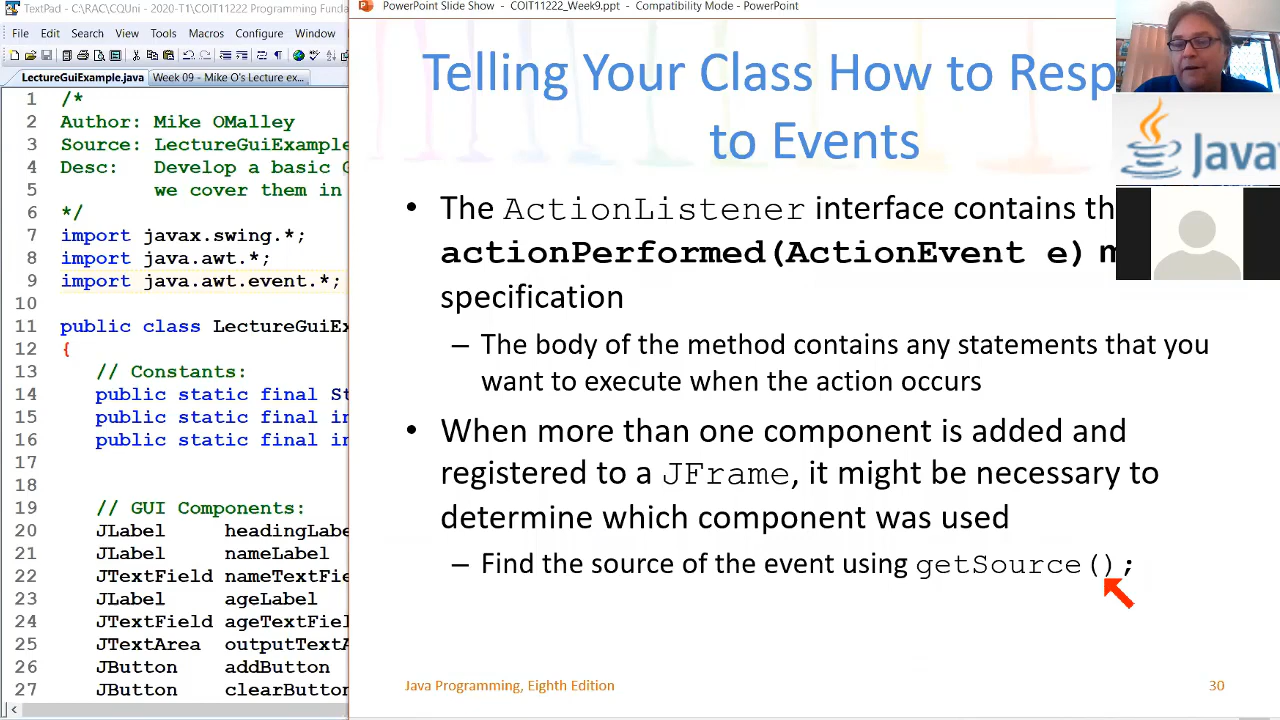 TextPad - C:\RAC\CQUni - 2020-T1\COIT11222 Programming Funda
File Edit Search View Tools Macros Configure Window
LectureGuiExample.java Week 09 - Mike O's Lecture ex...
1 /*
2 Author: Mike OMalley
3 Source: LectureGuiExample
4 Desc: Develop a basic G
5 we cover them in
6 */
7 import javax.swing.*;
8 import java.awt.*;
9 import java.awt.event.*;
10
11 public class LectureGuiEx
12 {
13 // Constants:
14 public static final St
15 public static final in
16 public static final in
17
18
19 // GUI Components:
20 JLabel headingLabe
21 JLabel nameLabel
22 JTextField nameTextFie
23 JLabel ageLabel
24 JTextField ageTextFiel
25 JTextArea outputTextA
26 JButton addButton
27 JButton clearButton
PowerPoint Slide Show - COIT11222_Week9.ppt - Compatibility Mode - PowerPoint
Telling Your Class How to Resp
to Events
• The ActionListener interface contains th
actionPerformed(ActionEvent e) m
specification
– The body of the method contains any statements that you
want to execute when the action occurs
• When more than one component is added and
registered to a JFrame, it might be necessary to
determine which component was used
– Find the source of the event using getSource();
Java Programming, Eighth Edition
30
Java